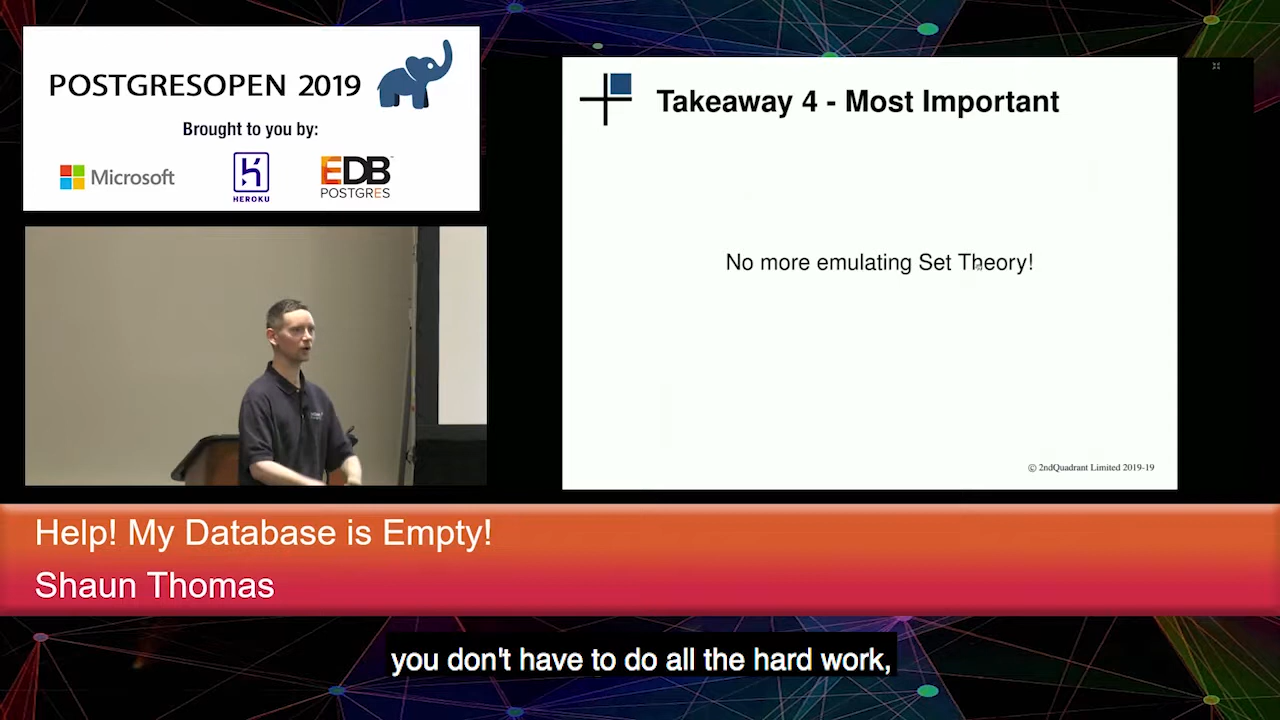 POSTGRESOPEN 2019
Brought to you by:
Microsoft
HEROKU
EDB
POSTGRES
Takeaway 4 - Most Important
No more emulating Set Theory!
© 2ndQuadrant Limited 2019-19
Help! My Database is Empty!
Shaun Thomas
you don't have to do all the hard work,